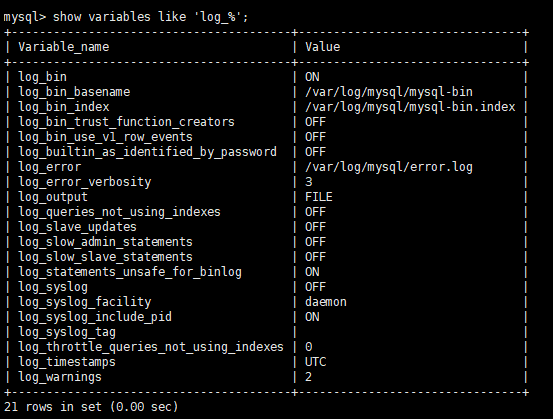 mysql> show variables like 'log_%';
+----------------------------------------+--------------------------------+
| Variable_name                          | Value                          |
+----------------------------------------+--------------------------------+
| log_bin                                | ON                             |
| log_bin_basename                       | /var/log/mysql/mysql-bin       |
| log_bin_index                          | /var/log/mysql/mysql-bin.index |
| log_bin_trust_function_creators        | OFF                            |
| log_bin_use_v1_row_events              | OFF                            |
| log_builtin_as_identified_by_password  | OFF                            |
| log_error                              | /var/log/mysql/error.log       |
| log_error_verbosity                    | 3                              |
| log_output                             | FILE                           |
| log_queries_not_using_indexes          | OFF                            |
| log_slave_updates                      | OFF                            |
| log_slow_admin_statements              | OFF                            |
| log_slow_slave_statements              | OFF                            |
| log_statements_unsafe_for_binlog       | ON                             |
| log_syslog                             | OFF                            |
| log_syslog_facility                    | daemon                         |
| log_syslog_include_pid                 | ON                             |
| log_syslog_tag                         |                                |
| log_throttle_queries_not_using_indexes | 0                              |
| log_timestamps                         | UTC                            |
| log_warnings                           | 2                              |
+----------------------------------------+--------------------------------+
21 rows in set (0.00 sec)